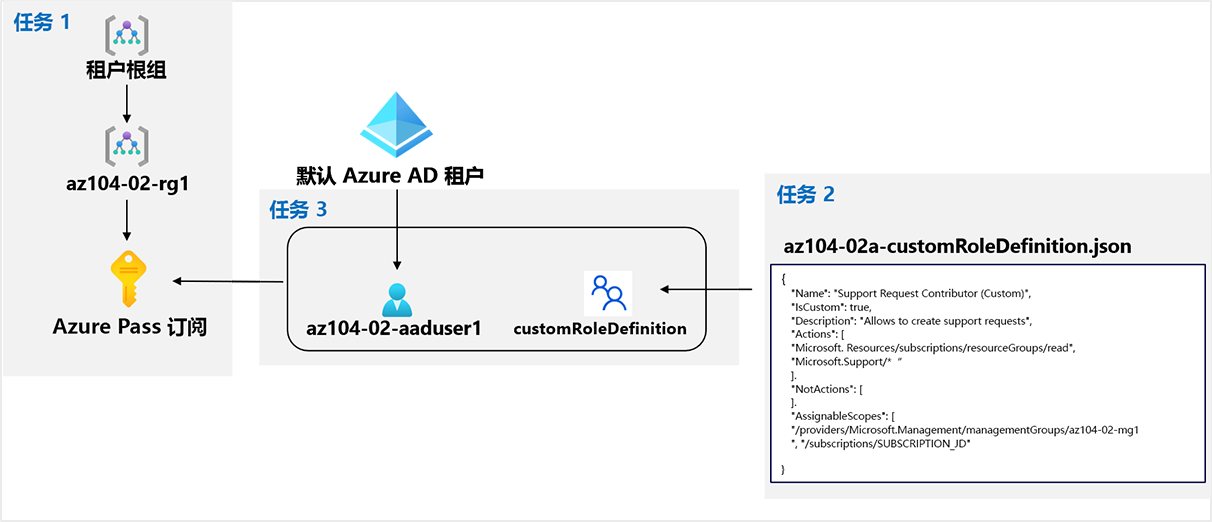 任务 1
租户根组
az104-02-rg1
Azure Pass 订阅
默认 Azure AD 租户
任务 3
az104-02-aaduser1
customRoleDefinition
任务 2
az104-02a-customRoleDefinition.json
{
"Name": "Support Request Contributor (Custom)",
"IsCustom": true,
"Description": "Allows to create support requests",
"Actions": [
"Microsoft. Resources/subscriptions/resourceGroups/read",
"Microsoft.Support/* "
].
"NotActions": [
].
"AssignableScopes": [
"/providers/Microsoft.Management/managementGroups/az104-02-mg1
", "/subscriptions/SUBSCRIPTION_JD"
}